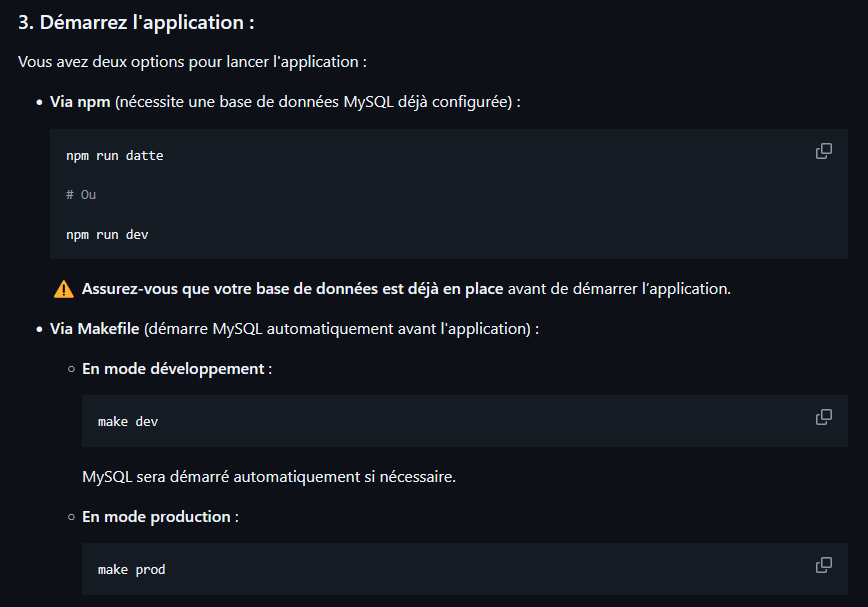 3. Démarrez l'application :
Vous avez deux options pour lancer l'application :
• Via npm (nécessite une base de données MySQL déjà configurée) :
npm run datte
# Ou
npm run dev
⚠️ Assurez-vous que votre base de données est déjà en place avant de démarrer l’application.
• Via Makefile (démarre MySQL automatiquement avant l'application) :
○ En mode développement :
make dev
MySQL sera démarré automatiquement si nécessaire.
○ En mode production :
make prod